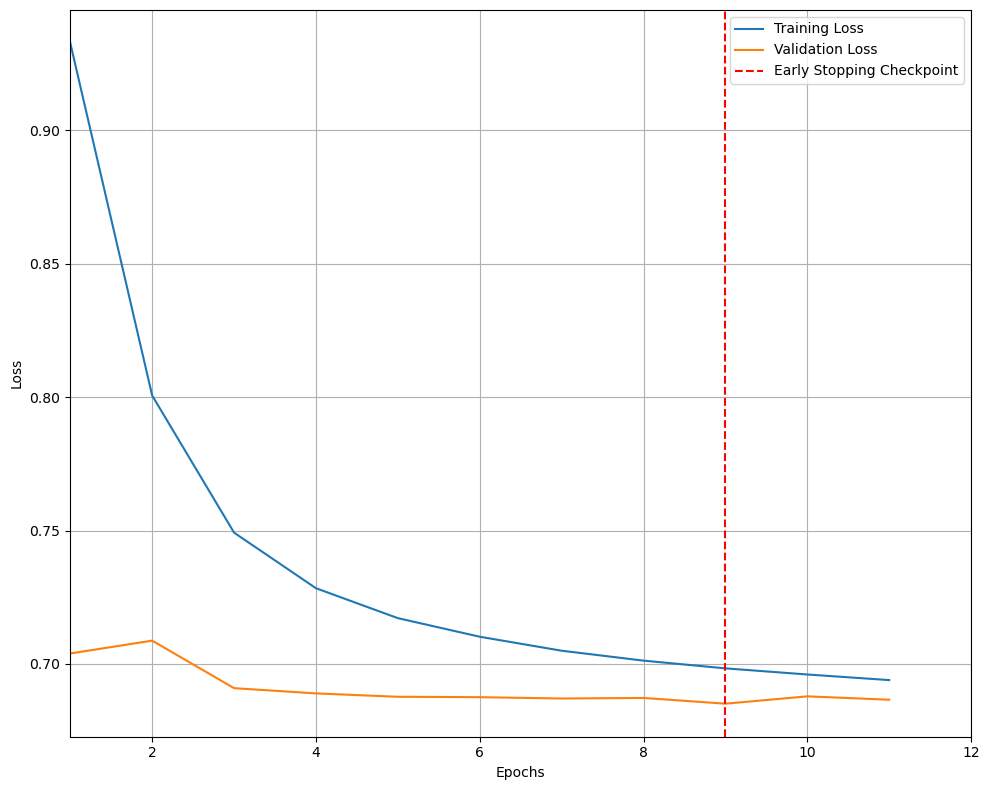 Training Loss
Validation Loss
Early Stopping Checkpoint
0.90
0.85
0.80
0.75
0.70
Loss
2
4
6
8
10
12
Epochs